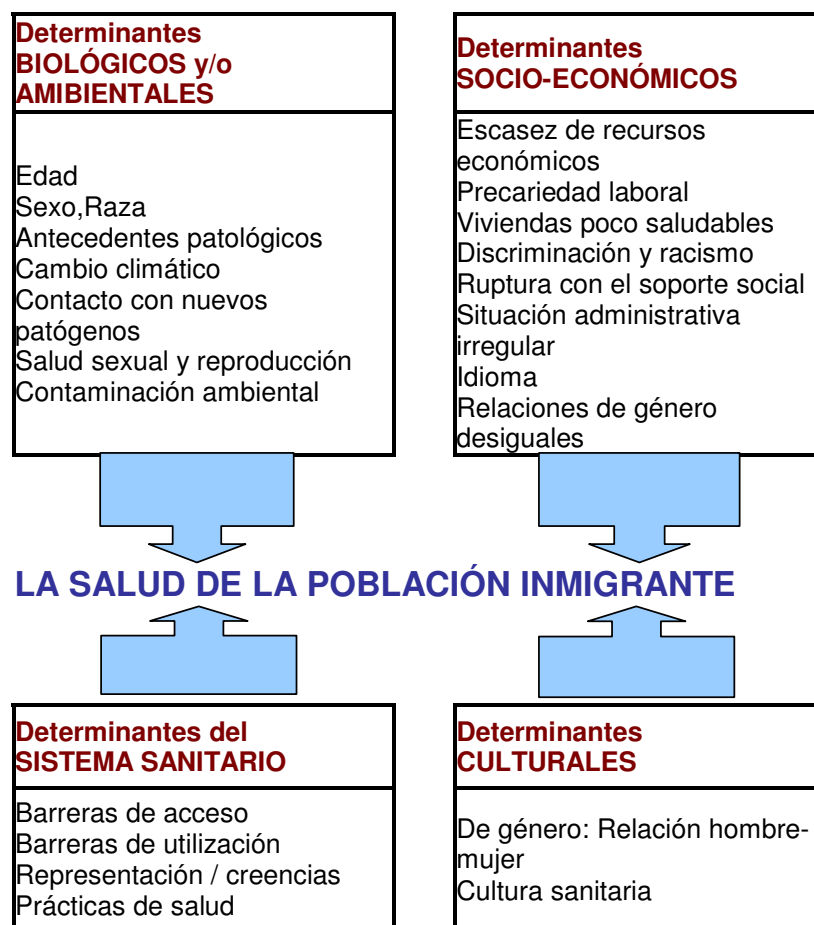 Determinantes
BIOLÓGICOS y/o
AMIBIENTALES
Edad
Sexo,Raza
Antecedentes patológicos
Cambio climático
Contacto con nuevos
patógenos
Salud sexual y reproducción
Contaminación ambiental
Determinantes
SOCIO-ECONÓMICOS
Escasez de recursos
económicos
Precariedad laboral
Viviendas poco saludables
Discriminación y racismo
Ruptura con el soporte social
Situación administrativa
irregular
Idioma
Relaciones de género
desiguales
LA SALUD DE LA POBLACIÓN INMIGRANTE
Determinantes del
SISTEMA SANITARIO
Barreras de acceso
Barreras de utilización
Representación / creencias
Prácticas de salud
Determinantes
CULTURALES
De género: Relación hombre-
mujer
Cultura sanitaria